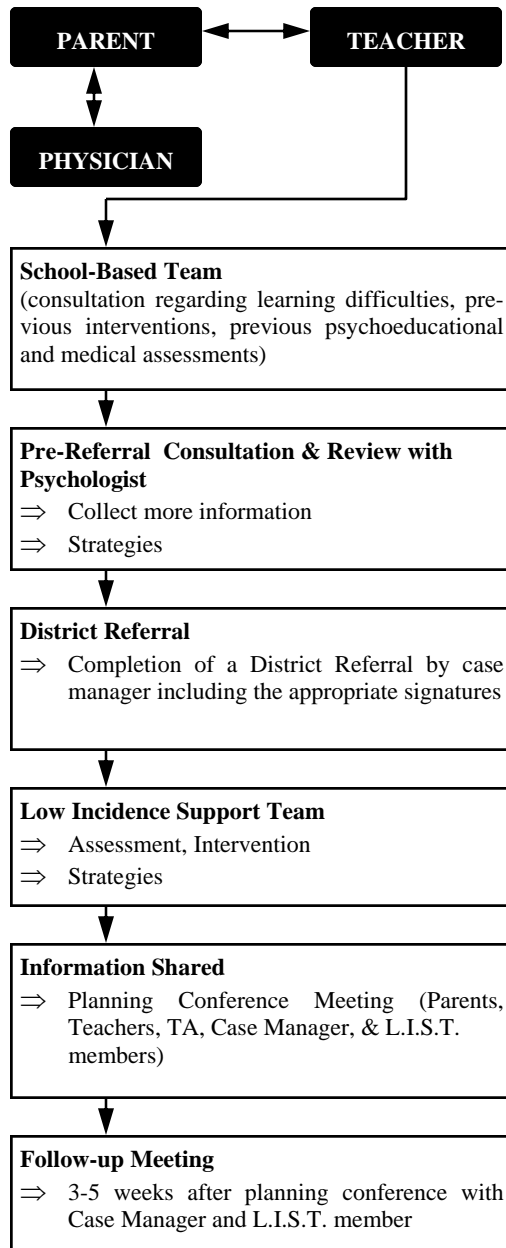 PARENT
TEACHER
PHYSICIAN
School-Based Team
(consultation regarding learning difficulties, pre-
vious interventions, previous psychoeducational
and medical assessments)
Pre-Referral Consultation & Review with
Psychologist
⇒ Collect more information
⇒ Strategies
District Referral
⇒ Completion of a District Referral by case
manager including the appropriate signatures
Low Incidence Support Team
⇒ Assessment, Intervention
⇒ Strategies
Information Shared
⇒ Planning Conference Meeting (Parents,
Teachers, TA, Case Manager, & L.I.S.T.
members)
Follow-up Meeting
⇒ 3-5 weeks after planning conference with
Case Manager and L.I.S.T. member